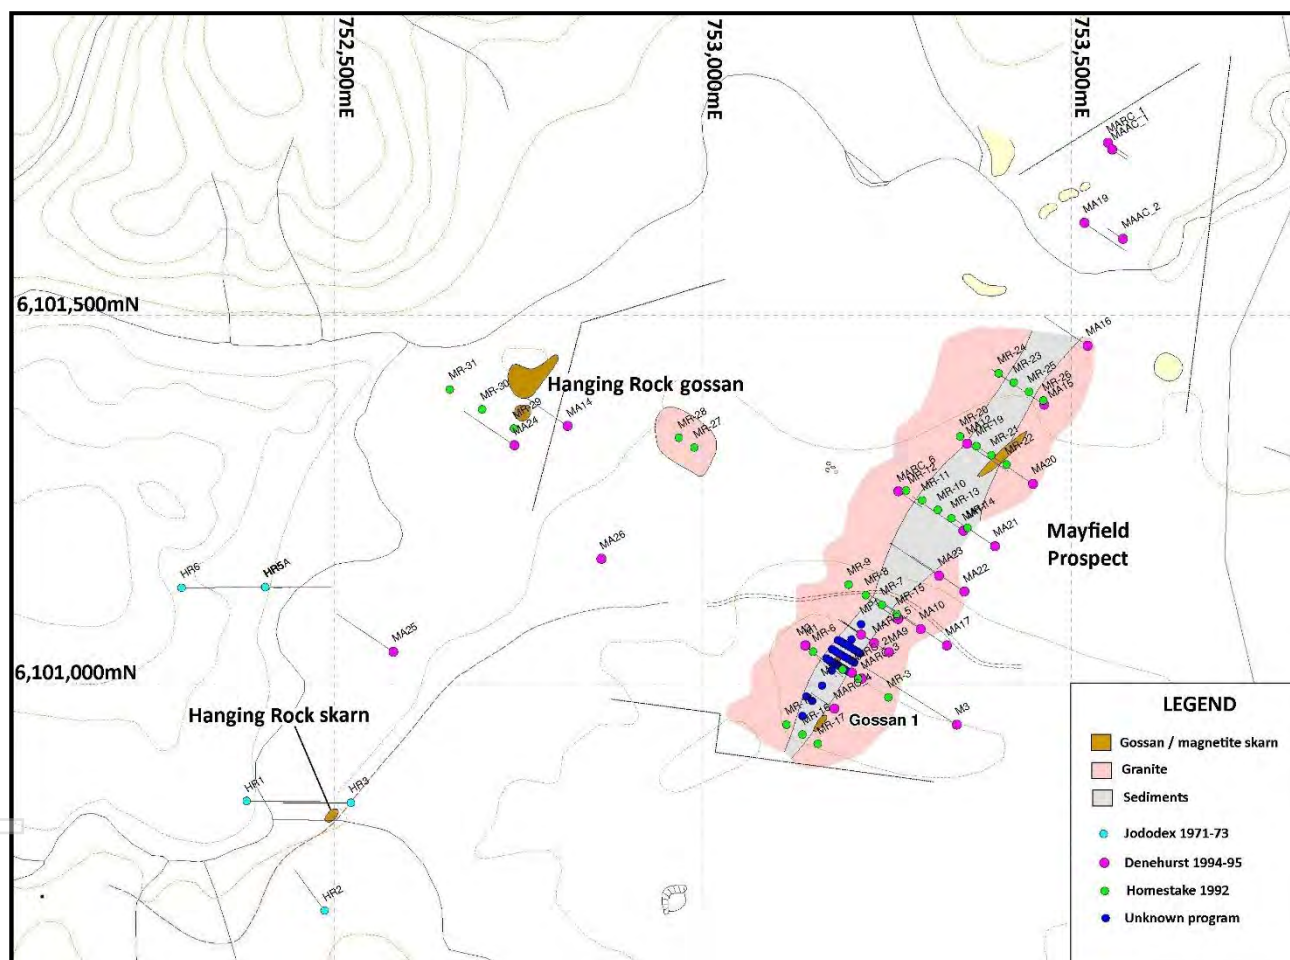 752,500mE
753,000mE
753,500mE
MARC_1
MAAC_1
MA19
MAAC_2
6,101,500mN
MA16
MR-24
MR-23
MR-25
MR-26
MA15
MR-31
MR-30
MR-29
MA24
MA14
Hanging Rock gossan
MR-28
MR-27
MR-20
MA12
MR-19
MR-21
MR-22
MA20
MARC_6
MR-12
MR-11
MR-10
MR-13
MA21
Mayfield
Prospect
MA26
HR6
HR5A
MA23
MA22
MR-9
MR-8
MR-7
MR-15
MA10
MA17
MA9
MR-6
MA25
6,101,000mN
MR-3
M3
MR-17
Gossan 1
Hanging Rock skarn
HR1
HR3
HR2
LEGEND
Gossan / magnetite skarn
Granite
Sediments
Jododex 1971-73
Denehurst 1994-95
Homestake 1992
Unknown program